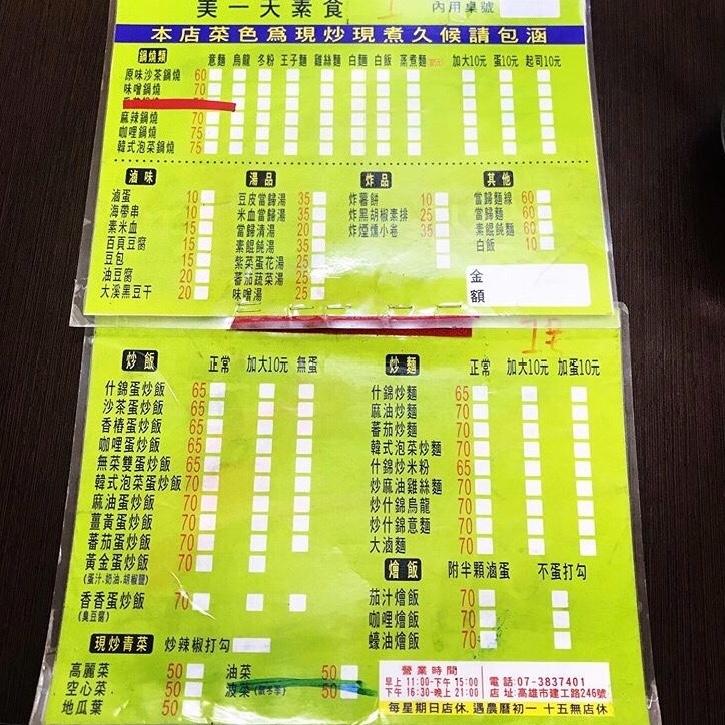 美一天素食
內用桌號
本店菜色為現炒現煮久候請包涵
鍋燒類 意麵 烏龍 冬粉 王子麵 雞絲麵 白麵 白飯 蒸煮麵 加大10元 蛋10元 起司10元
原味沙茶鍋燒 60
味噌鍋燒 70
麻辣鍋燒 70
咖哩鍋燒 75
韓式泡菜鍋燒 75
滷味
滷蛋 10
海帶串 10
素米血 15
百頁豆腐 15
豆包 15
油豆腐 20
大溪黑豆干 20
湯品
豆皮當歸湯 35
米血當歸湯 35
當歸清湯 20
素餛飩湯 35
紫菜蛋花湯 25
蕃茄蔬菜湯 25
味噌湯 25
炸品
炸薯餅 10
炸黑胡椒素排 25
炸煙燻小卷 35
其他
當歸麵線 60
當歸麵 60
素餛飩麵 60
白飯 10
金額
炒飯 正常 加大10元 無蛋
什錦蛋炒飯 65
沙茶蛋炒飯 65
香椿蛋炒飯 65
咖哩蛋炒飯 65
無菜雙蛋炒飯 65
韓式泡菜蛋炒飯 70
麻油蛋炒飯 70
薑黃蛋炒飯 70
蕃茄蛋炒飯 70
黃金蛋炒飯 70
(蛋汁.奶油.胡椒鹽)
香香蛋炒飯 70
(臭豆腐)
炒麵 正常 加大10元 加蛋10元
什錦炒麵 65
麻油炒麵 70
蕃茄炒麵 70
韓式泡菜炒麵 70
什錦炒米粉 65
炒麻油雞絲麵 70
炒什錦烏龍 70
炒什錦意麵 70
大滷麵 70
燴飯 附半顆滷蛋 不蛋打勾
茄汁燴飯 70
咖哩燴飯 70
蠔油燴飯 70
現炒青菜 炒辣椒打勾
高麗菜 50
空心菜 50
地瓜葉 50
油菜 50
菠菜 50
營業時間
早上 11:00-下午 15:00
下午 16:30-晚上 21:00
電話:07-3837401
店址:高雄市建工路246號
每星期日店休.遇農曆初一 十五無店休